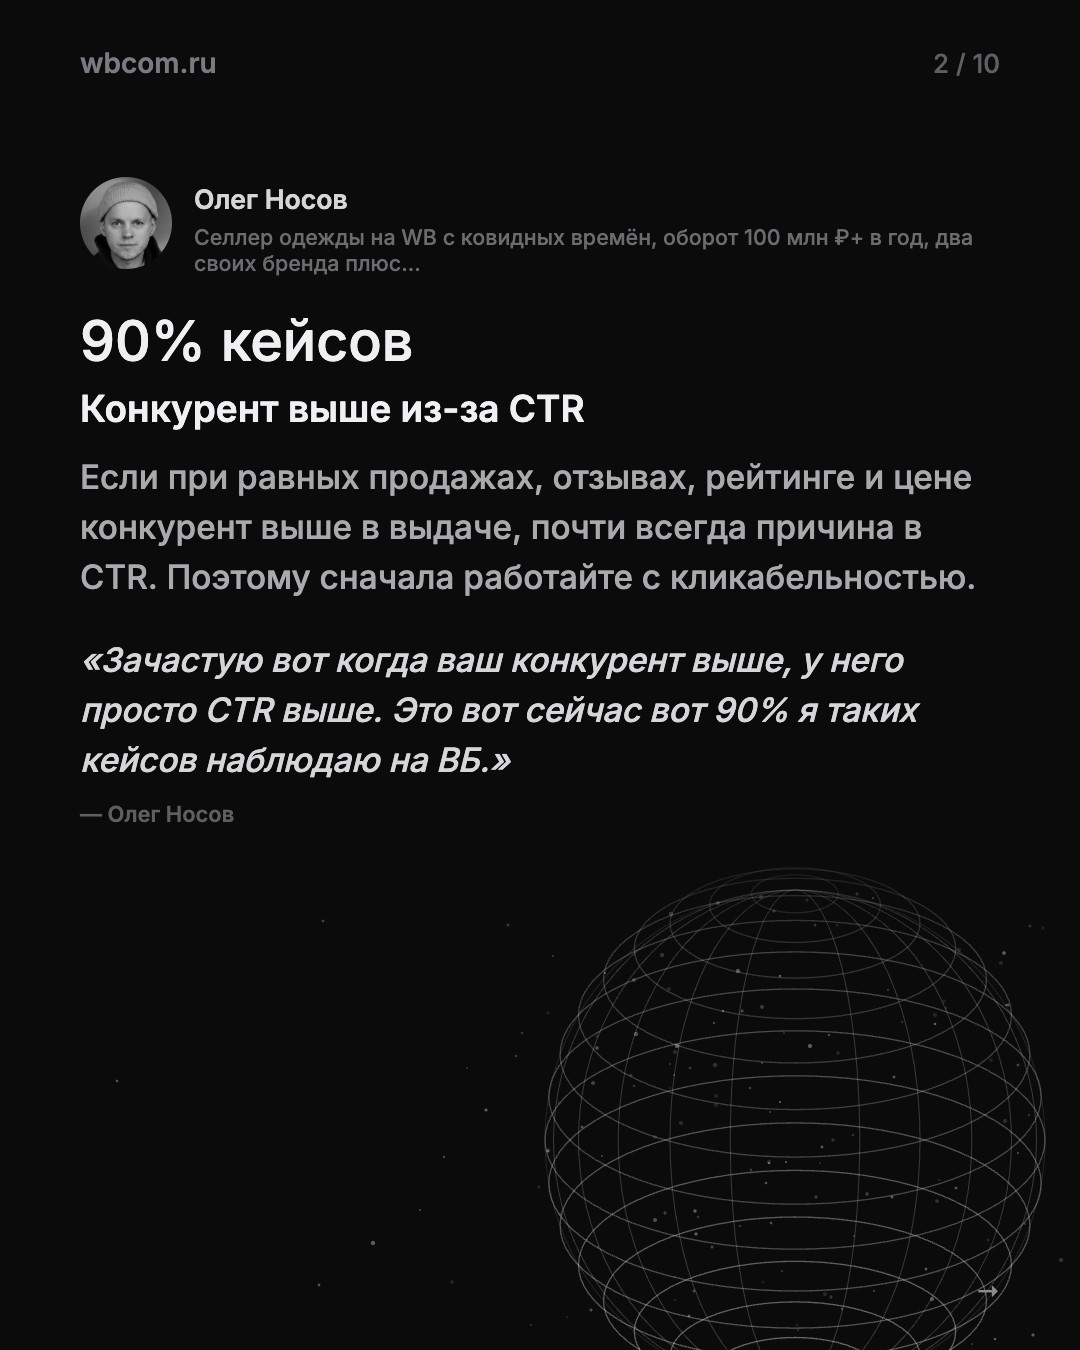 wbcom.ru
2 / 10
Олег Носов
Селлер одежды на WB с ковидных времён, оборот 100 млн ₽+ в год, два
своих бренда плюс...
90% кейсов
Конкурент выше из-за CTR
Если при равных продажах, отзывах, рейтинге и цене
конкурент выше в выдаче, почти всегда причина в
CTR. Поэтому сначала работайте с кликабельностью.
«Зачастую вот когда ваш конкурент выше, у него
просто CTR выше. Это вот сейчас вот 90% я таких
кейсов наблюдаю на ВБ.»
— Олег Носов
→